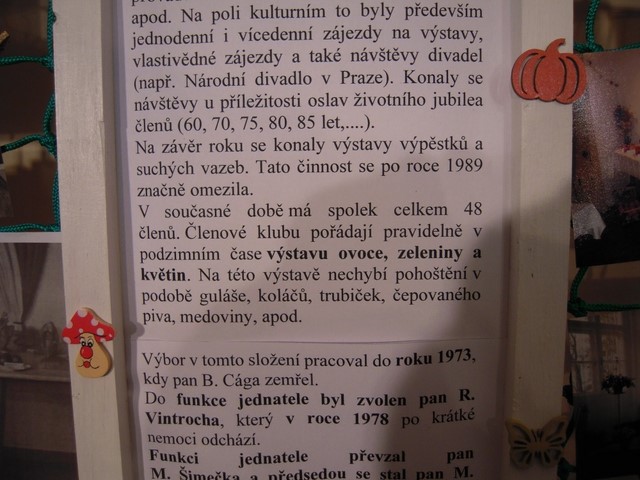 apod. Na poli kulturním to byly především
jednodenní i vícedenní zájezdy na výstavy,
vlastivědné zájezdy a také návštěvy divadel
(např. Národní divadlo v Praze). Konaly se
návštěvy u příležitosti oslav životního jubilea
členů (60, 70, 75, 80, 85 let,....).
Na závěr roku se konaly výstavy výpěstků a
suchých vazeb. Tato činnost se po roce 1989
značně omezila.
V současné době má spolek celkem 48
členů. Členové klubu pořádají pravidelně v
podzimním čase výstavu ovoce, zeleniny a
květin. Na této výstavě nechybí pohoštění v
podobě guláše, koláčů, trubiček, čepovaného
piva, medoviny, apod.
Výbor v tomto složení pracoval do roku 1973,
kdy pan B. Cága zemřel.
Do funkce jednatele byl zvolen pan R.
Vintrocha, který v roce 1978 po krátké
nemoci odchází.
Funkci jednatele převzal pan
M. Šimečka a předsedou se stal pan M.